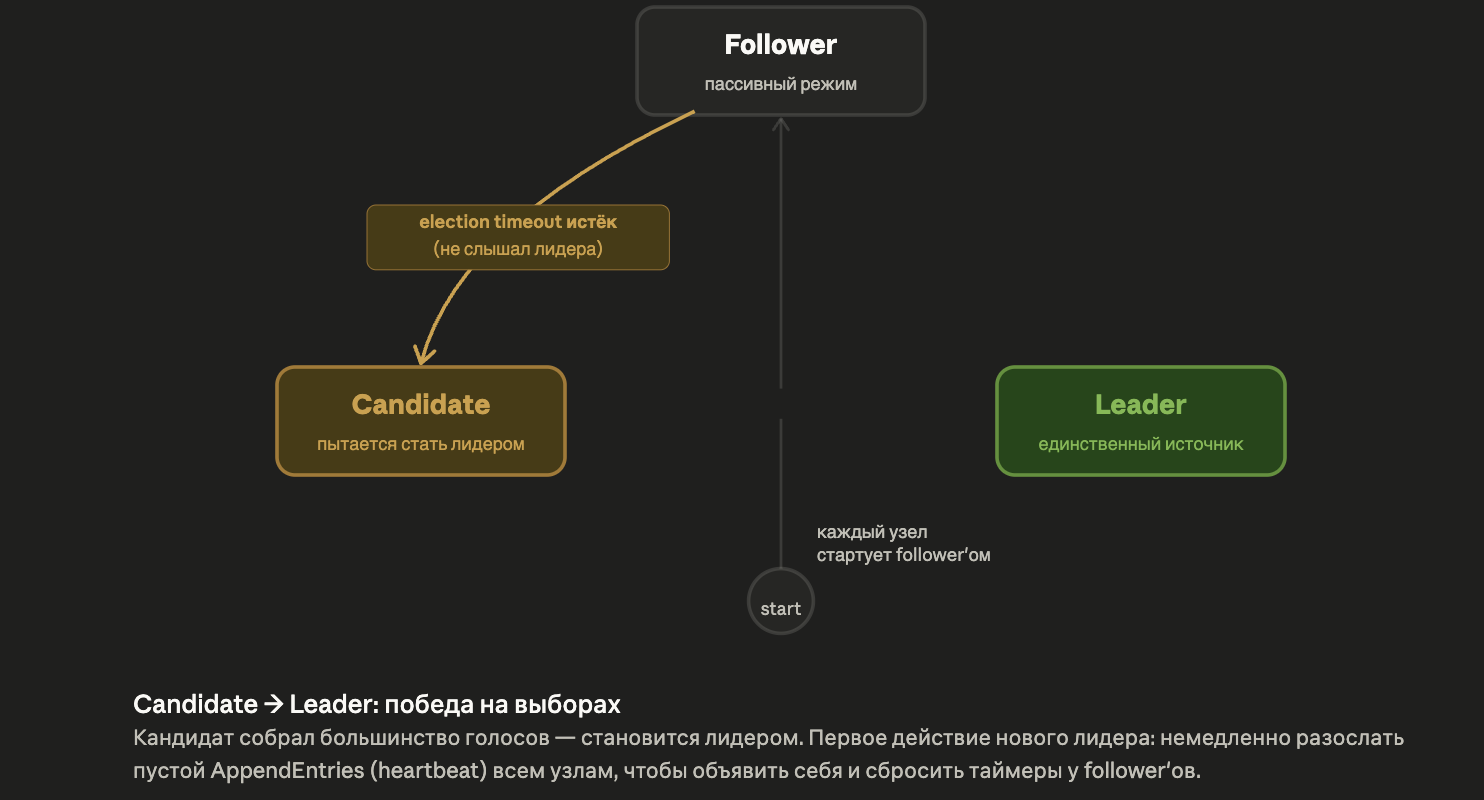 Follower
пассивный режим
election timeout истёк
(не слышал лидера)
Candidate
пытается стать лидером
Leader
единственный источник
каждый узел
стартует follower'ом
start
Candidate → Leader: победа на выборах
Кандидат собрал большинство голосов — становится лидером. Первое действие нового лидера: немедленно разослать
пустой AppendEntries (heartbeat) всем узлам, чтобы объявить себя и сбросить таймеры у follower'ов.